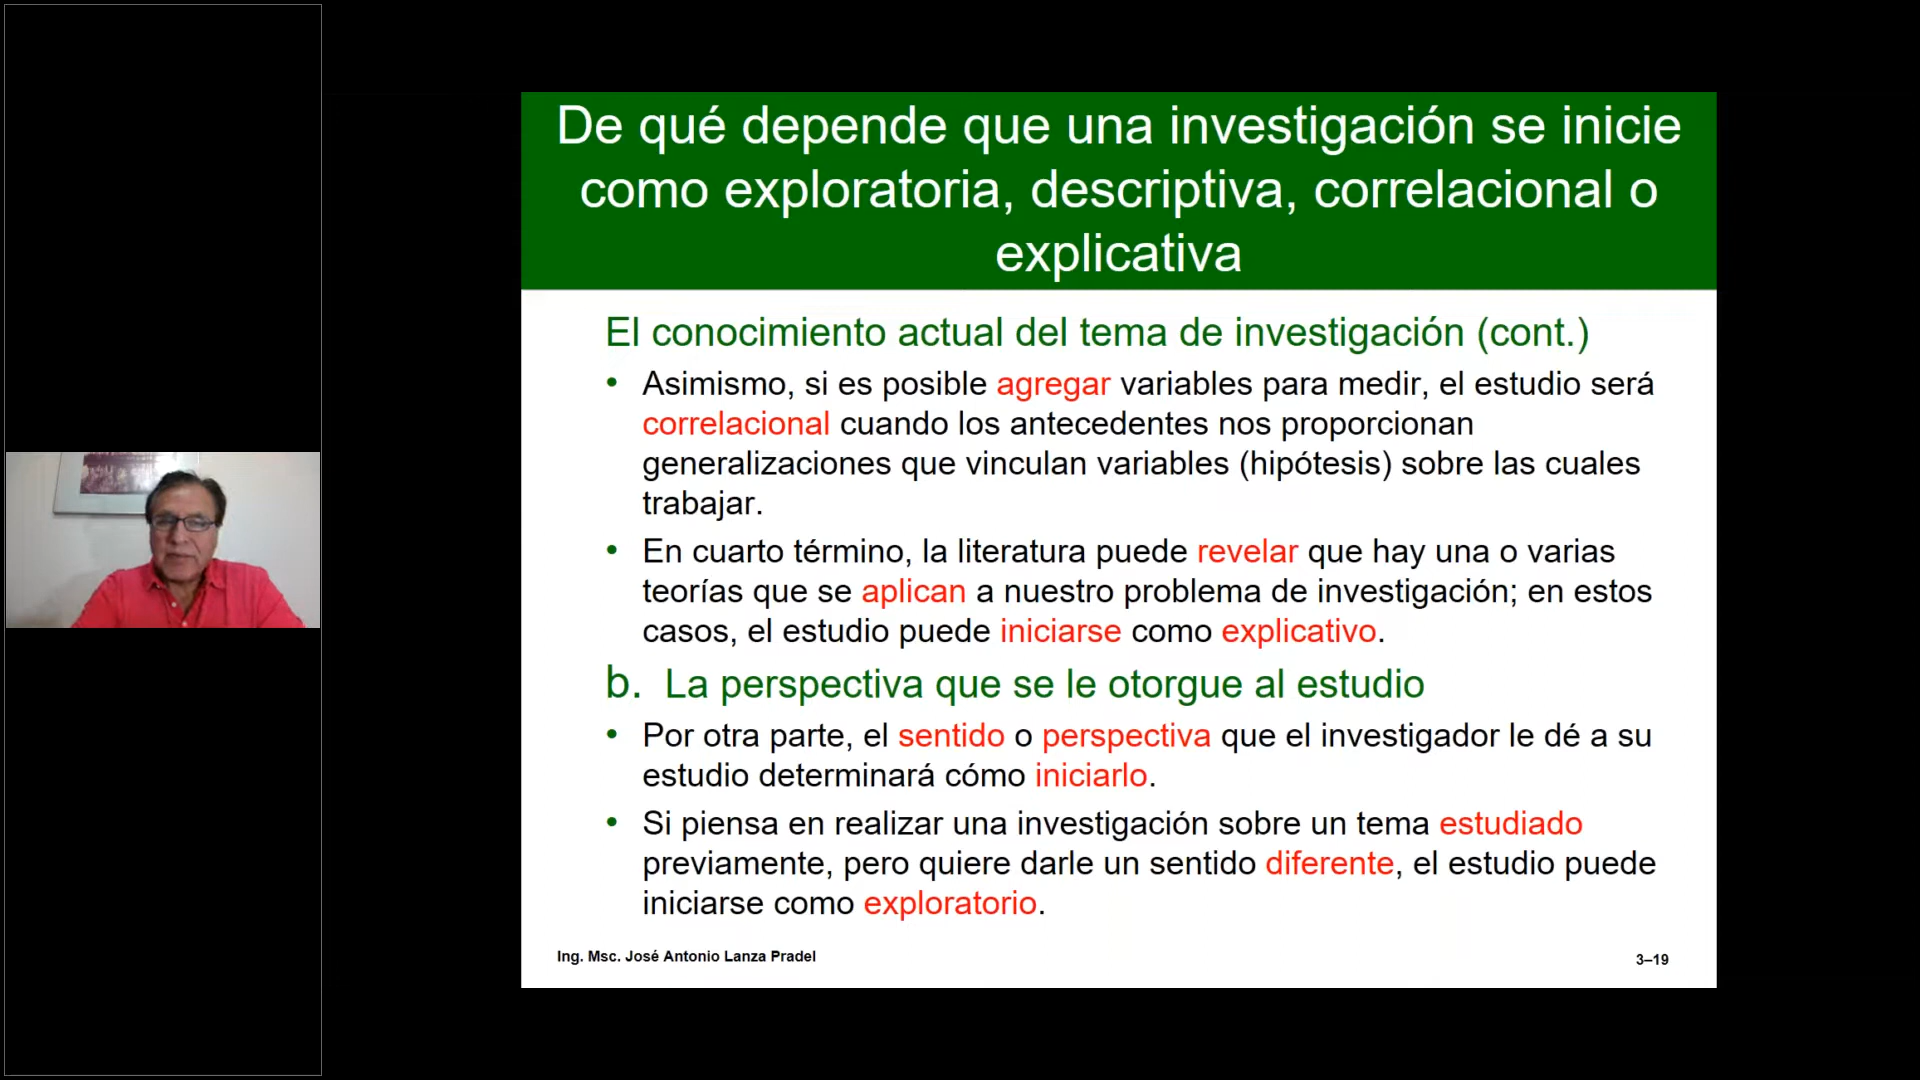 De qué depende que una investigación se inicie
como exploratoria, descriptiva, correlacional o
explicativa
El conocimiento actual del tema de investigación (cont.)
• Asimismo, si es posible agregar variables para medir, el estudio será
correlacional cuando los antecedentes nos proporcionan
generalizaciones que vinculan variables (hipótesis) sobre las cuales
trabajar.
• En cuarto término, la literatura puede revelar que hay una o varias
teorías que se aplican a nuestro problema de investigación; en estos
casos, el estudio puede iniciarse como explicativo.
b. La perspectiva que se le otorgue al estudio
• Por otra parte, el sentido o perspectiva que el investigador le dé a su
estudio determinará cómo iniciarlo.
• Si piensa en realizar una investigación sobre un tema estudiado
previamente, pero quiere darle un sentido diferente, el estudio puede
iniciarse como exploratorio.
Ing. Msc. José Antonio Lanza Pradel
3–19